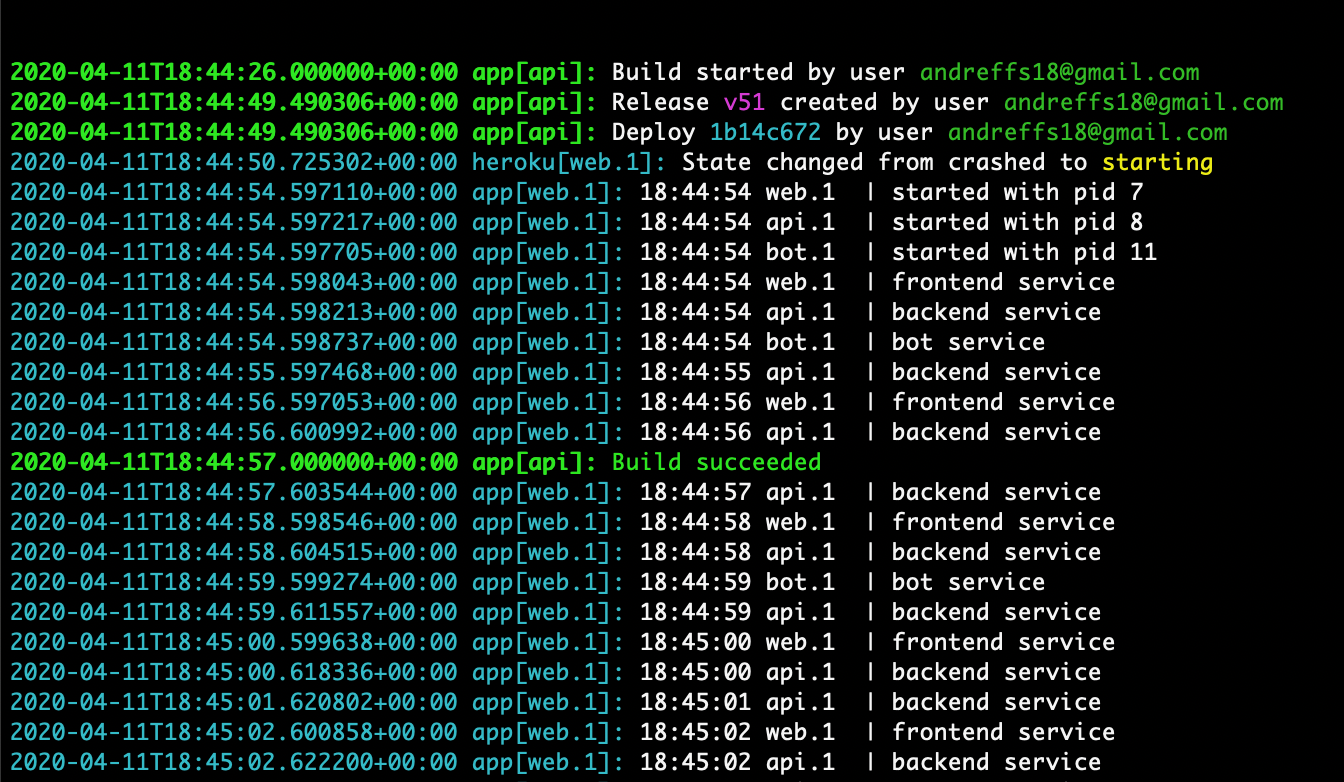 2020-04-11T18:44:26.000000+00:00 app[api]: Build started by user andreffs18@gmail.com
2020-04-11T18:44:49.490306+00:00 app[api]: Release v51 created by user andreffs18@gmail.com
2020-04-11T18:44:49.490306+00:00 app[api]: Deploy 1b14c672 by user andreffs18@gmail.com
2020-04-11T18:44:50.725302+00:00 heroku[web.1]: State changed from crashed to starting
2020-04-11T18:44:54.597110+00:00 app[web.1]: 18:44:54 web.1  | started with pid 7
2020-04-11T18:44:54.597217+00:00 app[web.1]: 18:44:54 api.1  | started with pid 8
2020-04-11T18:44:54.597705+00:00 app[web.1]: 18:44:54 bot.1  | started with pid 11
2020-04-11T18:44:54.598043+00:00 app[web.1]: 18:44:54 web.1  | frontend service
2020-04-11T18:44:54.598213+00:00 app[web.1]: 18:44:54 api.1  | backend service
2020-04-11T18:44:54.598737+00:00 app[web.1]: 18:44:54 bot.1  | bot service
2020-04-11T18:44:55.597468+00:00 app[web.1]: 18:44:55 api.1  | backend service
2020-04-11T18:44:56.597053+00:00 app[web.1]: 18:44:56 web.1  | frontend service
2020-04-11T18:44:56.600992+00:00 app[web.1]: 18:44:56 api.1  | backend service
2020-04-11T18:44:57.000000+00:00 app[api]: Build succeeded
2020-04-11T18:44:57.603544+00:00 app[web.1]: 18:44:57 api.1  | backend service
2020-04-11T18:44:58.598546+00:00 app[web.1]: 18:44:58 web.1  | frontend service
2020-04-11T18:44:58.604515+00:00 app[web.1]: 18:44:58 api.1  | backend service
2020-04-11T18:44:59.599274+00:00 app[web.1]: 18:44:59 bot.1  | bot service
2020-04-11T18:44:59.611557+00:00 app[web.1]: 18:44:59 api.1  | backend service
2020-04-11T18:45:00.599638+00:00 app[web.1]: 18:45:00 web.1  | frontend service
2020-04-11T18:45:00.618336+00:00 app[web.1]: 18:45:00 api.1  | backend service
2020-04-11T18:45:01.620802+00:00 app[web.1]: 18:45:01 api.1  | backend service
2020-04-11T18:45:02.600858+00:00 app[web.1]: 18:45:02 web.1  | frontend service
2020-04-11T18:45:02.622200+00:00 app[web.1]: 18:45:02 api.1  | backend service